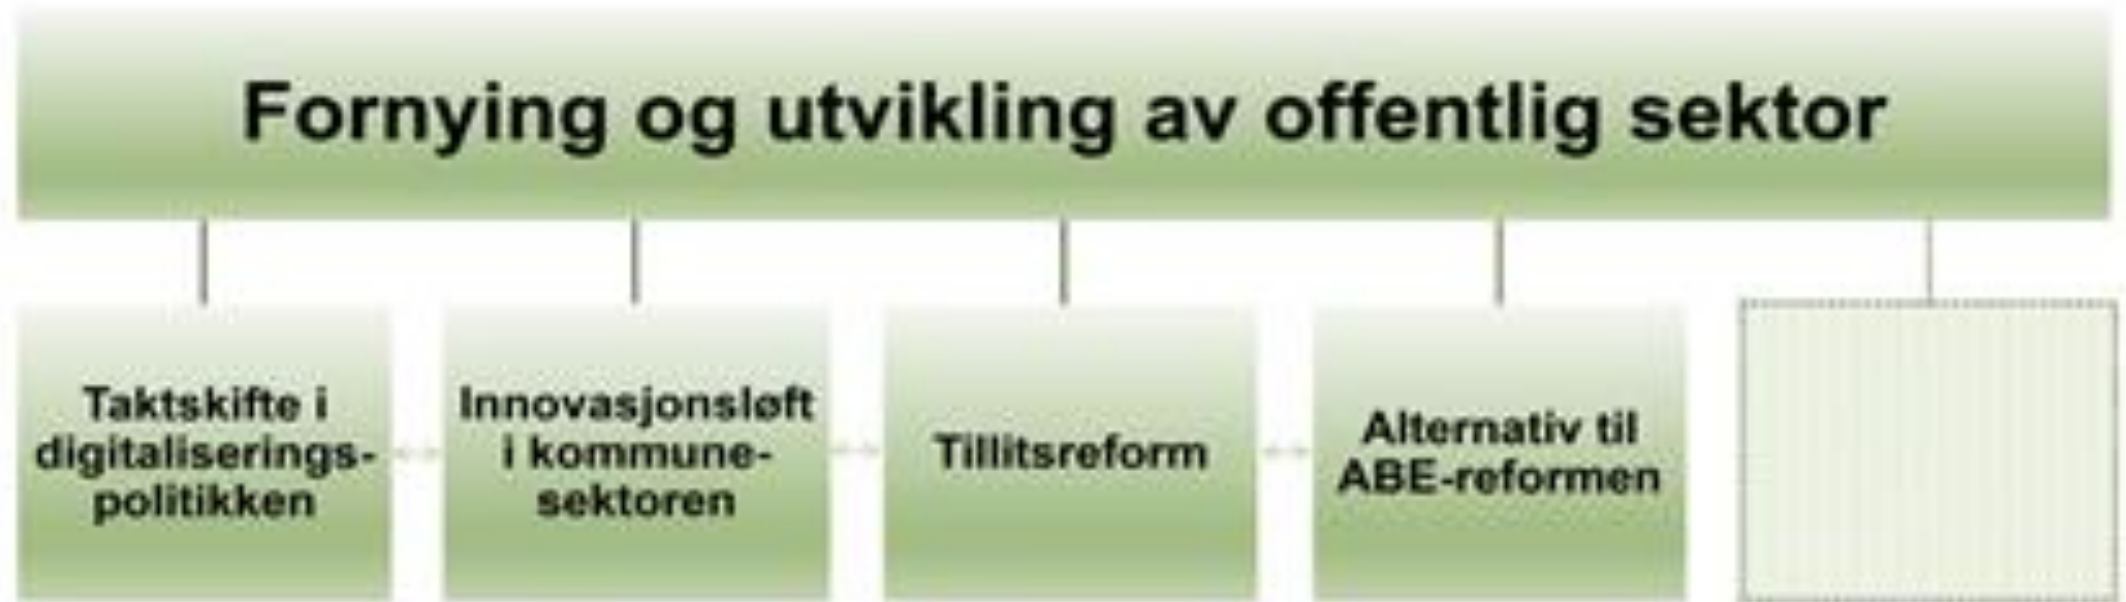 Fornying og utvikling av offentlig sektor
Taktskifte i
digitaliserings-
politikken
Innovasjonsløft
i kommune-
sektoren
Tillitsreform
Alternativ til
ABE-reformen